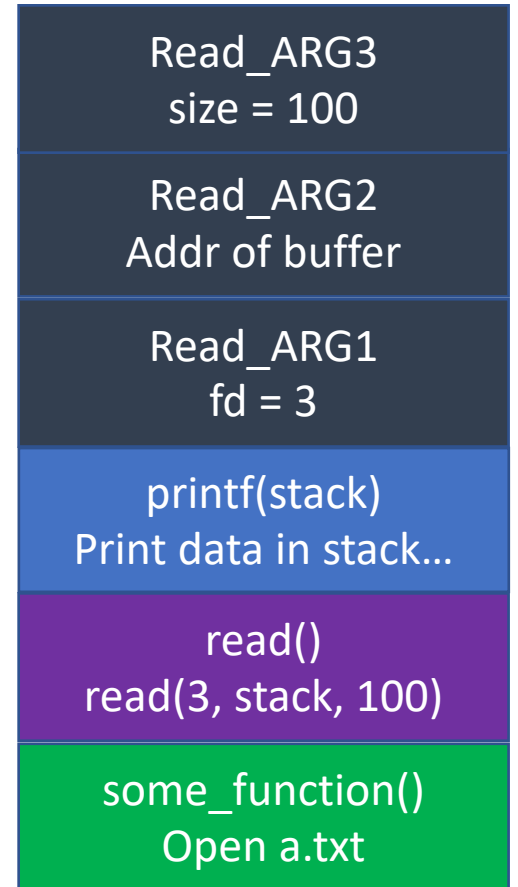 Read_ARG3
size = 100
Read_ARG2
Addr of buffer
Read_ARG1
fd = 3
printf(stack)
Print data in stack…
read()
read(3, stack, 100)
some_function()
Open a.txt